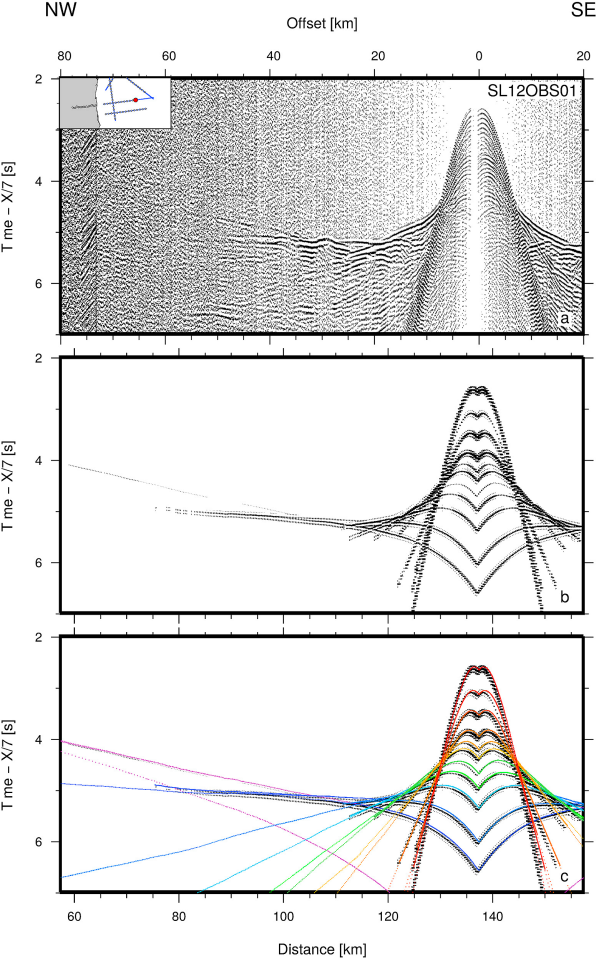 NW SE
Offset [km]
80 60 40 20 0 20
SL12OBS01
2
4
6
T me – X/7 [s]
a
2
4
6
T me – X/7 [s]
b
2
4
6
T me – X/7 [s]
c
60 80 100 120 140
Distance [km]